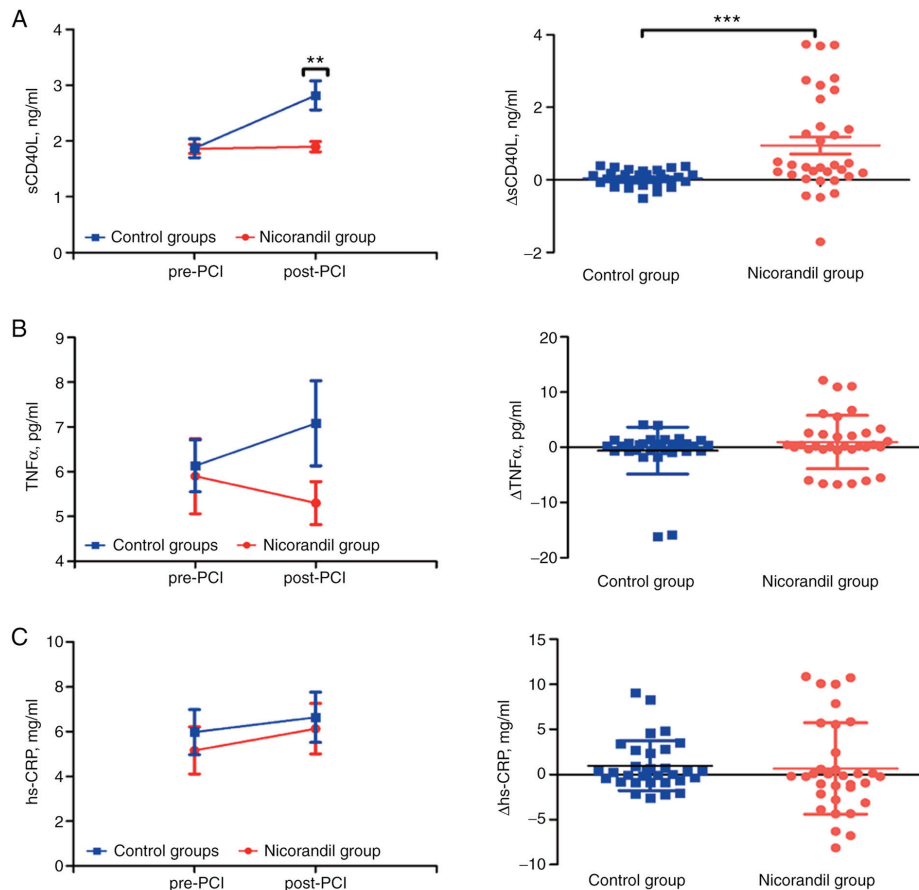 A
sCD40L, ng/ml
4
3
2
1
0
**
Control groups
Nicorandil group
pre-PCI
post-PCI
ΔsCD40L, ng/ml
4
2
0
−2
***
Control group
Nicorandil group
B
TNFα, pg/ml
9
8
7
6
5
4
Control groups
Nicorandil group
pre-PCI
post-PCI
ΔTNFα, pg/ml
20
10
0
−10
−20
Control group
Nicorandil group
C
hs-CRP, mg/ml
10
8
6
4
2
0
Control groups
Nicorandil group
pre-PCI
post-PCI
Δhs-CRP, mg/ml
15
10
5
0
−5
−10
Control group
Nicorandil group